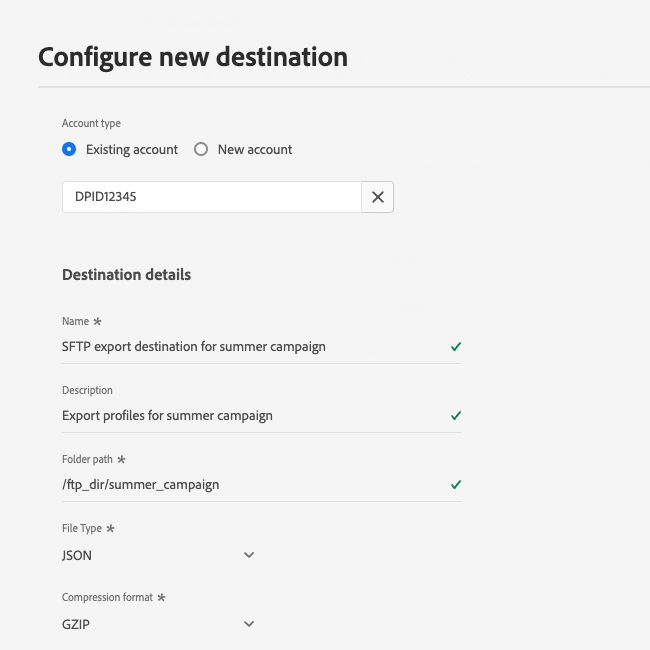 Configure new destination
Account type
Existing account New account
DPID12345
Destination details
Name *
SFTP export destination for summer campaign
Description
Export profiles for summer campaign
Folder path *
/ftp_dir/summer_campaign
File Type *
JSON
Compression format *
GZIP